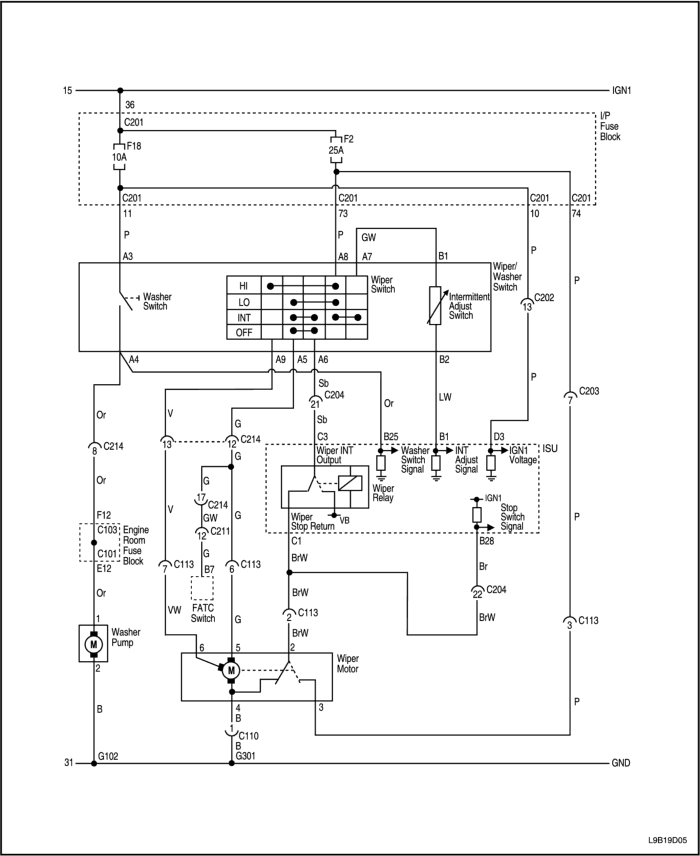 15 IGN1
36
I/P
Fuse
Block
C201
F18
10A
F2
25A
C201 C201 C201 C201
11 73 10 74
P P GW P P
A3 A8 A7 B1
Wiper/
Washer
Switch
Washer
Switch
HI
LO
INT
OFF
Wiper
Switch
Intermittent
Adjust
Switch
13 C202
A4 A9 A5 A6 B2
Sb
C204
21
Sb
Or V G Or LW P
C203
7
C214
8
13 12 C214
C3 B25 B1 D3 ISU
Wiper INT
Output
Washer
Switch
Signal
INT
Adjust
Signal
IGN1
Voltage
G G
17
C214
GW
C211
12
G
B7
FATC
Switch
Or V G
Wiper
Relay
Wiper
Stop Return
VB
IGN1
Stop
Switch
Signal
C1 B28
F12
C103
C101
E12
Engine
Room
Fuse
Block
C113
7
C113
6
BrW Br P
C204
22
Or VW G BrW BrW
C113
2
BrW
C113
3
1
M
Washer
Pump
2
6 5 2
M
Wiper
Motor
4 3
B B P
1
C110
B
31 G102 G301 GND
L9B19D05